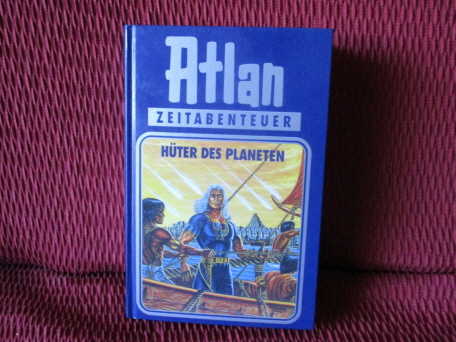 Atlan
ZEITABENTEUER
HÜTER DES PLANETEN